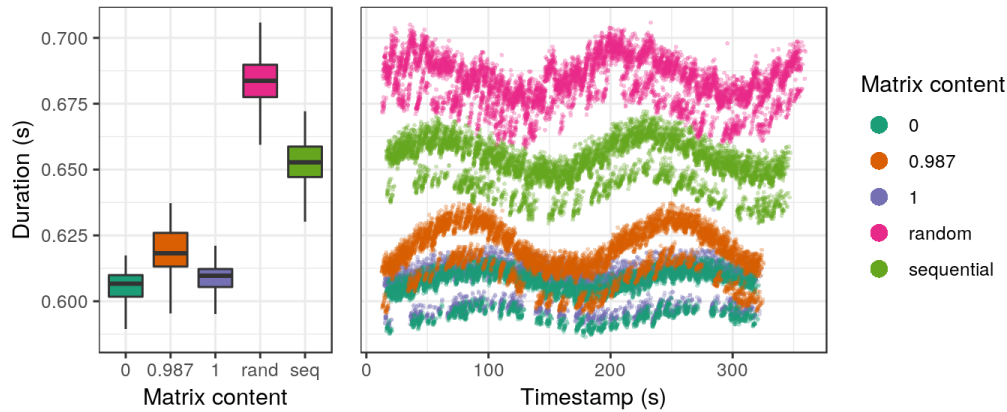 Duration (s)
0.700
0.675
0.650
0.625
0.600
0 0.987 1 rand seq
Matrix content
0 100 200 300
Timestamp (s)
Matrix content
0
0.987
1
random
sequential